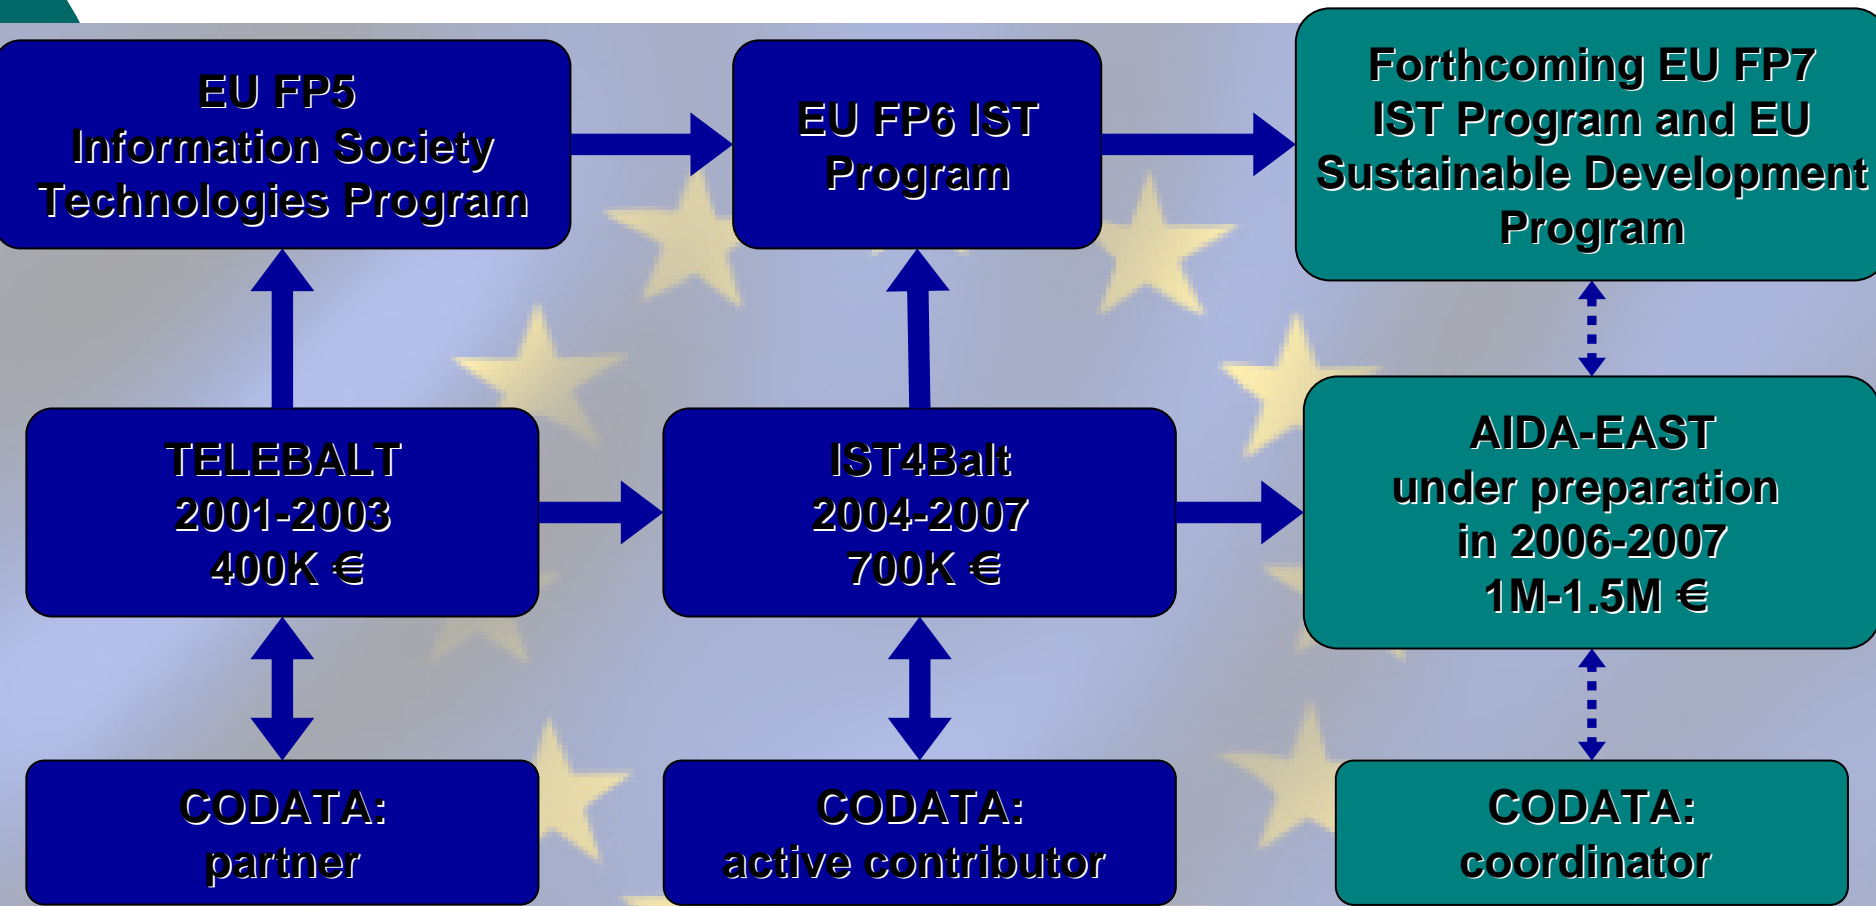 EU FP5
Information Society
Technologies Program
EU FP6 IST
Program
Forthcoming EU FP7
IST Program and EU
Sustainable Development
Program
TELEBALT
2001-2003
400K €
IST4Balt
2004-2007
700K €
AIDA-EAST
under preparation
in 2006-2007
1M-1.5M €
CODATA:
partner
CODATA:
active contributor
CODATA:
coordinator